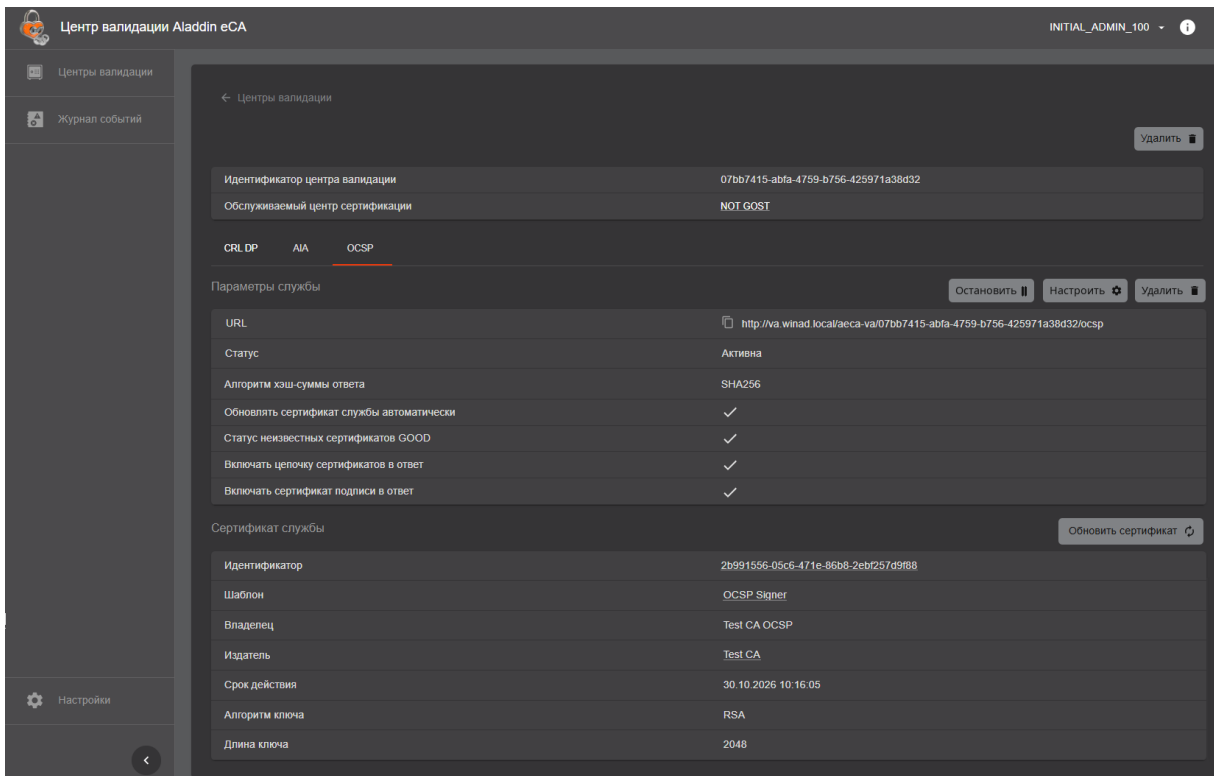 Центр валидации Aladdin eCA
INITIAL_ADMIN_100
Центры валидации
Журнал событий
Настройки
Центры валидации
Удалить
Идентификатор центра валидации 07bb7415-abfa-4759-b756-425971a38d32
Обслуживаемый центр сертификации NOT GOST
CRL DP AIA OCSP
Параметры службы Остановить Настроить Удалить
URL http://va.winad.local/aeca-va/07bb7415-abfa-4759-b756-425971a38d32/ocsp
Статус Активна
Алгоритм хэш-суммы ответа SHA256
Обновлять сертификат службы автоматически
Статус неизвестных сертификатов GOOD
Включать цепочку сертификатов в ответ
Включать сертификат подписи в ответ
Сертификат службы Обновить сертификат
Идентификатор 2b991556-05c6-471e-86b8-2ebf257d9f88
Шаблон OCSP Signer
Владелец Test CA OCSP
Издатель Test CA
Срок действия 30.10.2026 10:16:05
Алгоритм ключа RSA
Длина ключа 2048